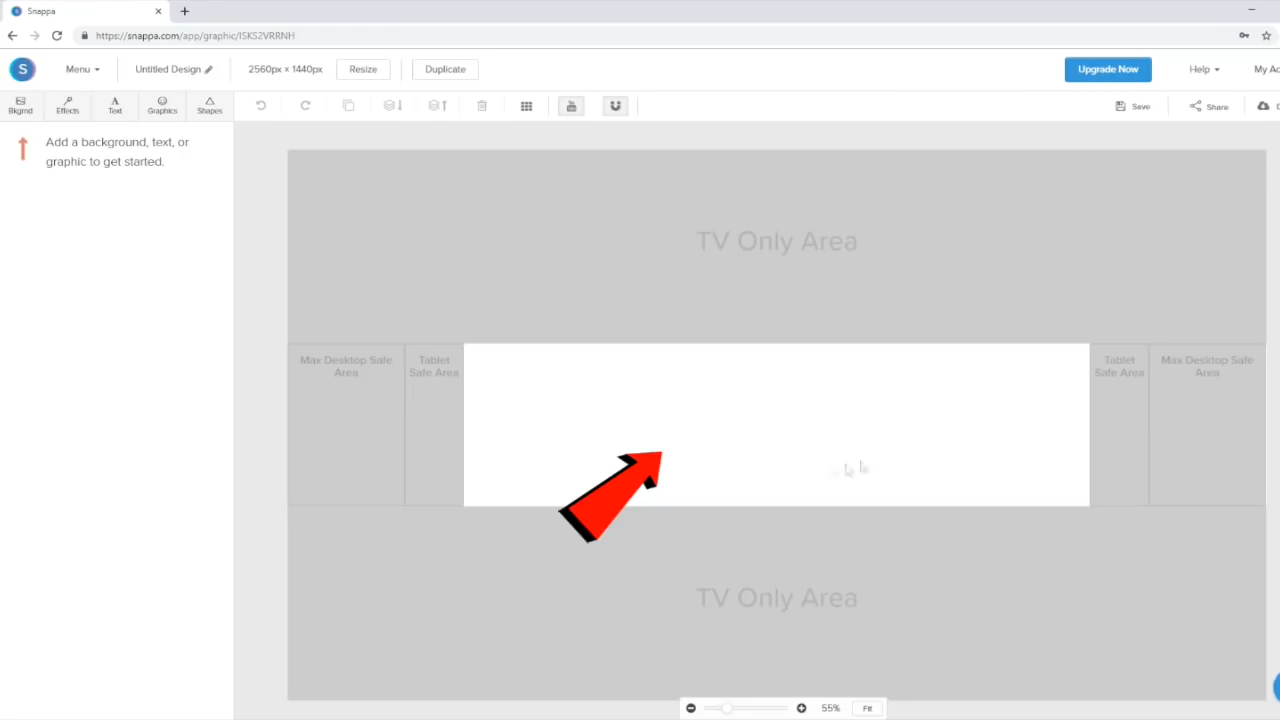 Snappa
https://snappa.com/app/graphic/ISKS2VRRNH
S Menu Untitled Design 2560px × 1440px Resize Duplicate Upgrade Now Help My Ac
Bkgrnd Effects Text Graphics Shapes Save Share
Add a background, text, or
graphic to get started.
TV Only Area
Max Desktop Safe
Area
Tablet
Safe Area
Tablet
Safe Area
Max Desktop Safe
Area
TV Only Area
55% Fit